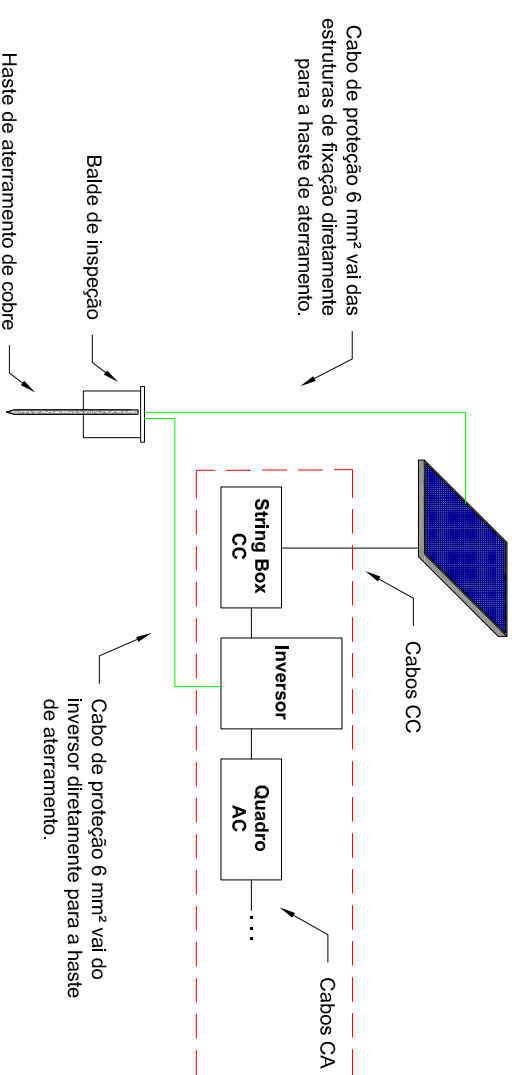 Cabo de proteção 6 mm² vai das
estruturas de fixação diretamente
para a haste de aterramento.
Cabos CC
String Box
CC
Inversor
Quadro
AC
...
Cabos CA
Balde de inspeção
Haste de aterramento de cobre
Cabo de proteção 6 mm² vai do
inversor diretamente para a haste
de aterramento.